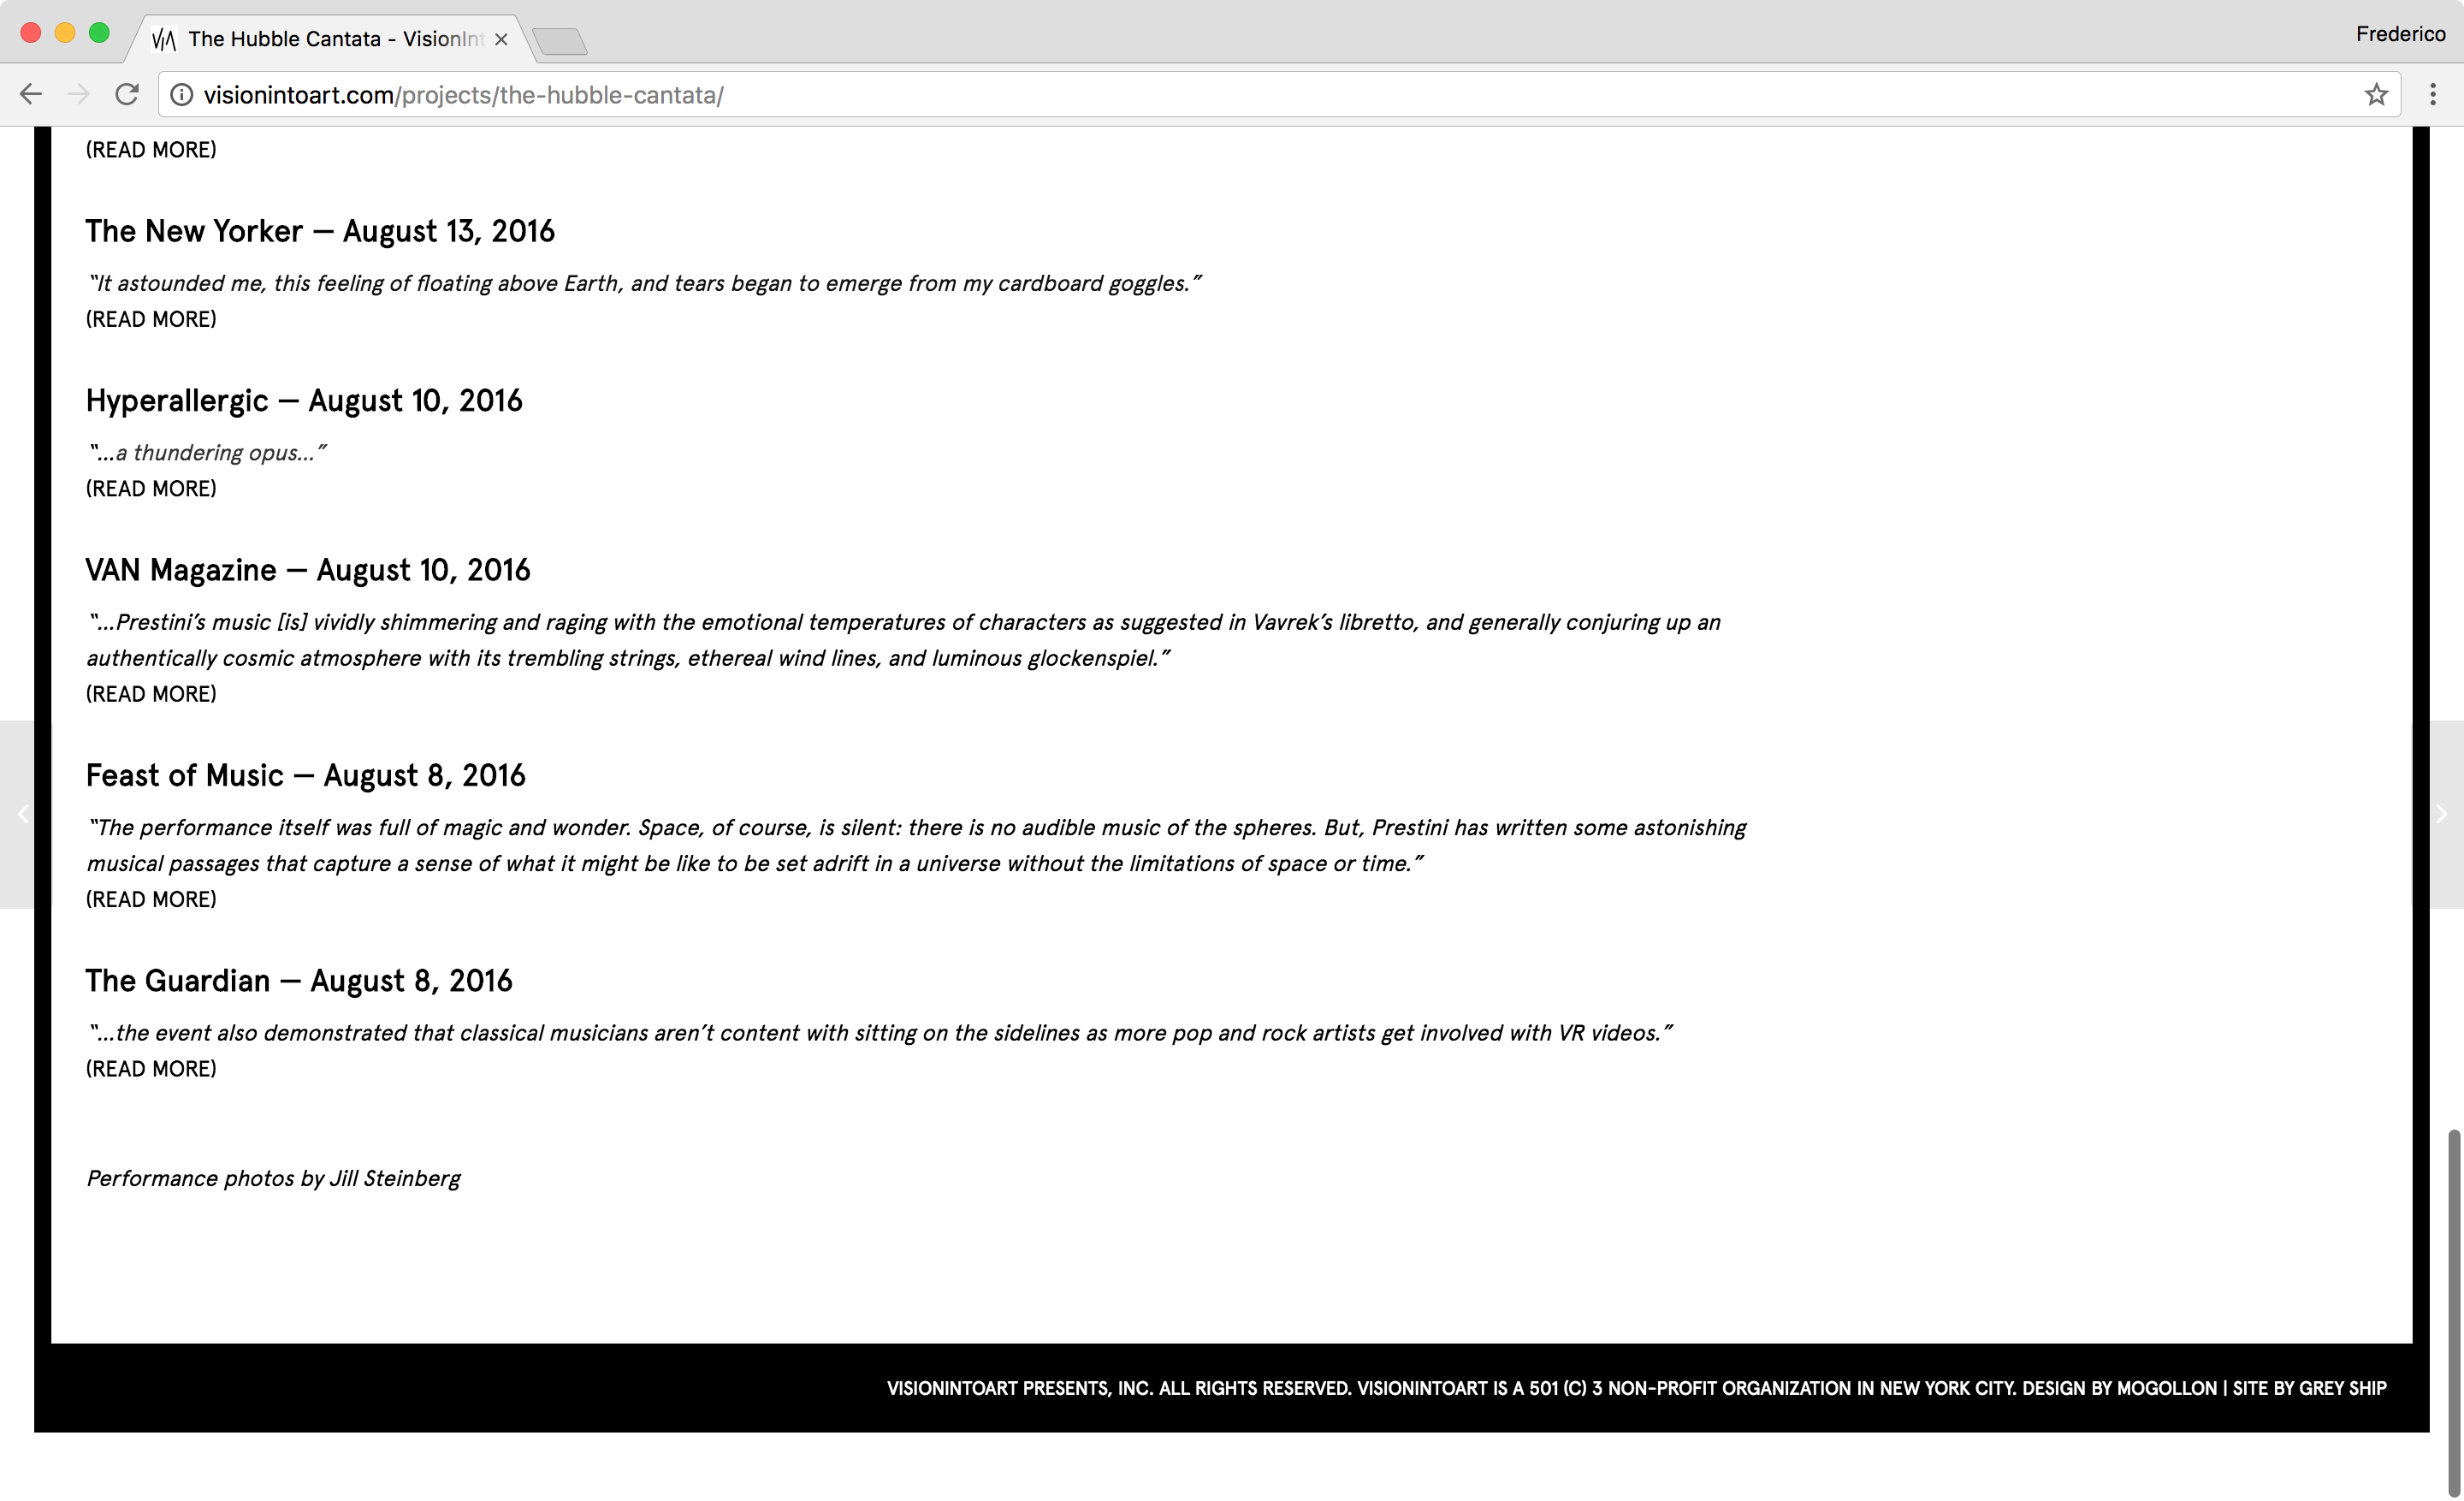 The Hubble Cantata - VisionInt
Frederico
visionintoart.com/projects/the-hubble-cantata/
(READ MORE)
The New Yorker — August 13, 2016
“It astounded me, this feeling of floating above Earth, and tears began to emerge from my cardboard goggles.”
(READ MORE)
Hyperallergic — August 10, 2016
“…a thundering opus…”
(READ MORE)
VAN Magazine — August 10, 2016
“…Prestini’s music [is] vividly shimmering and raging with the emotional temperatures of characters as suggested in Vavrek’s libretto, and generally conjuring up an
authentically cosmic atmosphere with its trembling strings, ethereal wind lines, and luminous glockenspiel.”
(READ MORE)
Feast of Music — August 8, 2016
“The performance itself was full of magic and wonder. Space, of course, is silent: there is no audible music of the spheres. But, Prestini has written some astonishing
musical passages that capture a sense of what it might be like to be set adrift in a universe without the limitations of space or time.”
(READ MORE)
The Guardian — August 8, 2016
“…the event also demonstrated that classical musicians aren’t content with sitting on the sidelines as more pop and rock artists get involved with VR videos.”
(READ MORE)
Performance photos by Jill Steinberg
VISIONINTOART PRESENTS, INC. ALL RIGHTS RESERVED. VISIONINTOART IS A 501 (C) 3 NON-PROFIT ORGANIZATION IN NEW YORK CITY. DESIGN BY MOGOLLON | SITE BY GREY SHIP